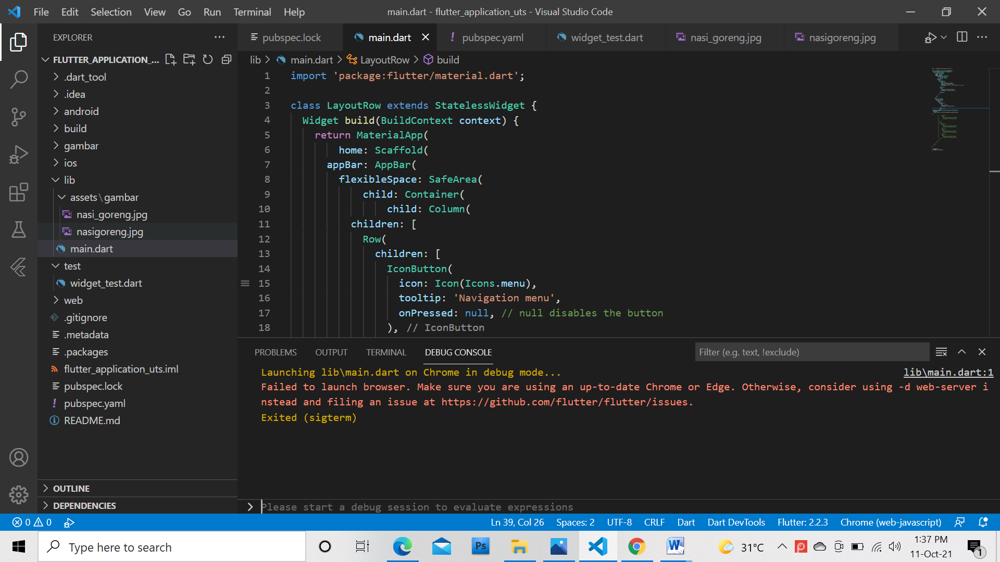 File Edit Selection View Go Run Terminal Help
main.dart - flutter_application_uts - Visual Studio Code
EXPLORER
FLUTTER_APPLICATION_...
.dart_tool
.idea
android
build
gambar
ios
lib
assets\gambar
nasi_goreng.jpg
nasigoreng.jpg
main.dart
test
widget_test.dart
web
.gitignore
.metadata
.packages
flutter_application_uts.iml
pubspec.lock
pubspec.yaml
README.md
OUTLINE
DEPENDENCIES
pubspec.lock main.dart ! pubspec.yaml widget_test.dart nasi_goreng.jpg nasigoreng.jpg
lib > main.dart > LayoutRow > build
1 import 'package:flutter/material.dart';
2
3 class LayoutRow extends StatelessWidget {
4 Widget build(BuildContext context) {
5 return MaterialApp(
6 home: Scaffold(
7 appBar: AppBar(
8 flexibleSpace: SafeArea(
9 child: Container(
10 child: Column(
11 children: [
12 Row(
13 children: [
14 IconButton(
15 icon: Icon(Icons.menu),
16 tooltip: 'Navigation menu',
17 onPressed: null, // null disables the button
18 ), // IconButton
PROBLEMS OUTPUT TERMINAL DEBUG CONSOLE
Filter (e.g. text, !exclude)
Launching lib\main.dart on Chrome in debug mode... lib\main.dart:1
Failed to launch browser. Make sure you are using an up-to-date Chrome or Edge. Otherwise, consider using -d web-server i
nstead and filing an issue at https://github.com/flutter/flutter/issues.
Exited (sigterm)
Please start a debug session to evaluate expressions
0 0 Ln 39, Col 26 Spaces: 2 UTF-8 CRLF Dart Dart DevTools Flutter: 2.2.3 Chrome (web-javascript)
Type here to search
Ps
W
31°C
1:37 PM
11-Oct-21
1